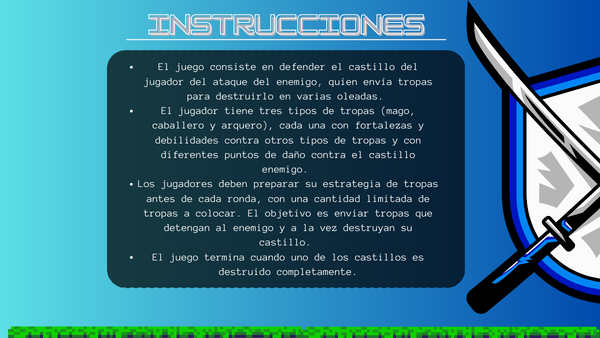 INSTRUCCIONES
• El juego consiste en defender el castillo del
jugador del ataque del enemigo, quien envía tropas
para destruirlo en varias oleadas.
• El jugador tiene tres tipos de tropas (mago,
caballero y arquero), cada una con fortalezas y
debilidades contra otros tipos de tropas y con
diferentes puntos de daño contra el castillo
enemigo.
• Los jugadores deben preparar su estrategia de tropas
antes de cada ronda, con una cantidad limitada de
tropas a colocar. El objetivo es enviar tropas que
detengan al enemigo y a la vez destruyan su
castillo.
• El juego termina cuando uno de los castillos es
destruido completamente.